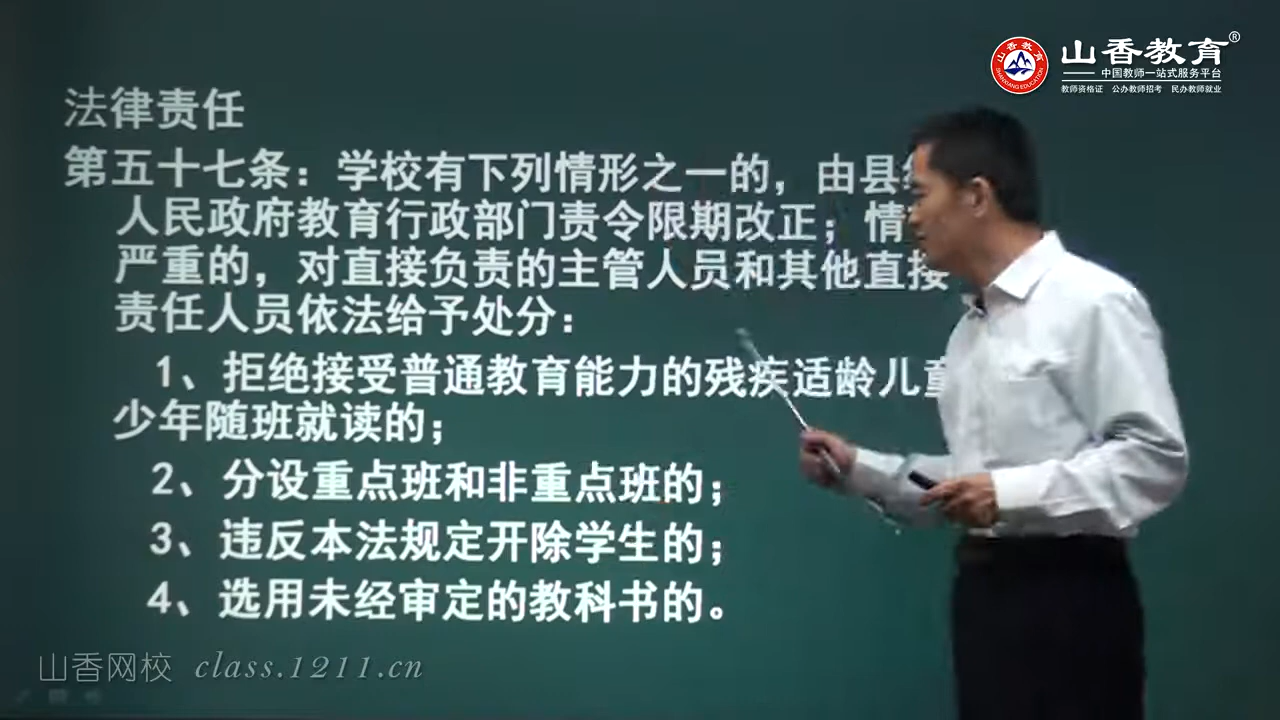 山香教育®
中国教师一站式服务平台
教师资格证 公办教师招考 民办教师就业
山香教育
SHANXIANG EDUCATION
法律责任
第五十七条：学校有下列情形之一的，由县
人民政府教育行政部门责令限期改正；情
严重的，对直接负责的主管人员和其他直接
责任人员依法给予处分：
1、拒绝接受普通教育能力的残疾适龄儿童
少年随班就读的；
2、分设重点班和非重点班的；
3、违反本法规定开除学生的；
4、选用未经审定的教科书的。
山香网校 class.1211.cn